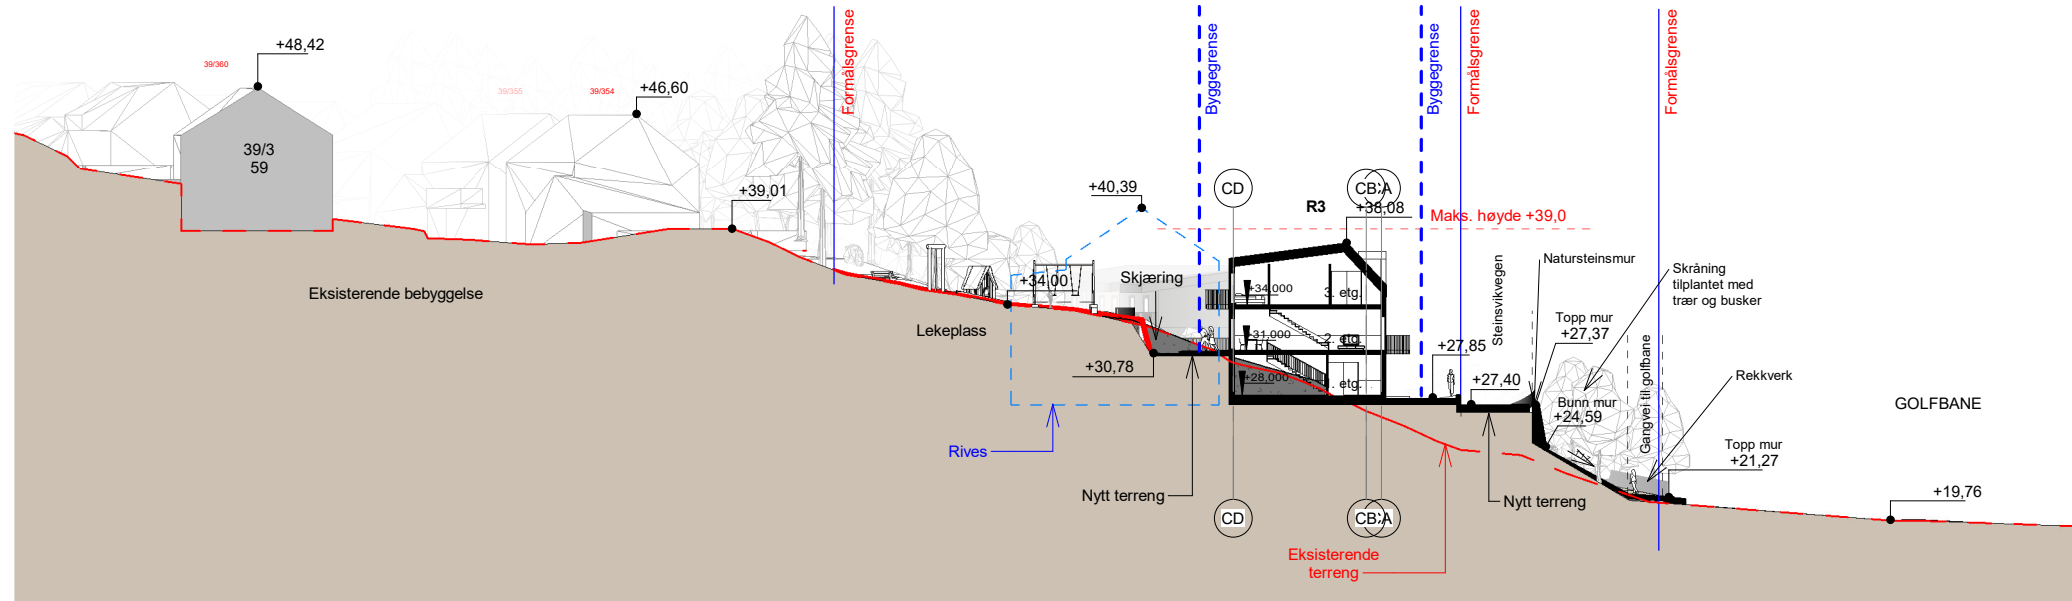 39/360
+48,42
39/3
59
39/355
39/354
+46,60
+39,01
Eksisterende bebyggelse
Formålsgrense
Lekeplass
+34,00
+40,39
Skjæring
+30,78
Rives
Nytt terreng
Byggegrense
CD
R3
CB
A
+38,08
Maks. høyde +39,0
+34,000
3. etg.
+31,000
2. etg.
+28,000
. etg.
CD
CB
A
Eksisterende
terreng
Byggegrense
Formålsgrense
+27,85
+27,40
Steinsvikvegen
Natursteinsmur
Topp mur
+27,37
Bunn mur
+24,59
Nytt terreng
Skråning
tilplantet med
trær og busker
Gangvei til golfbane
Formålsgrense
Rekkverk
Topp mur
+21,27
GOLFBANE
+19,76